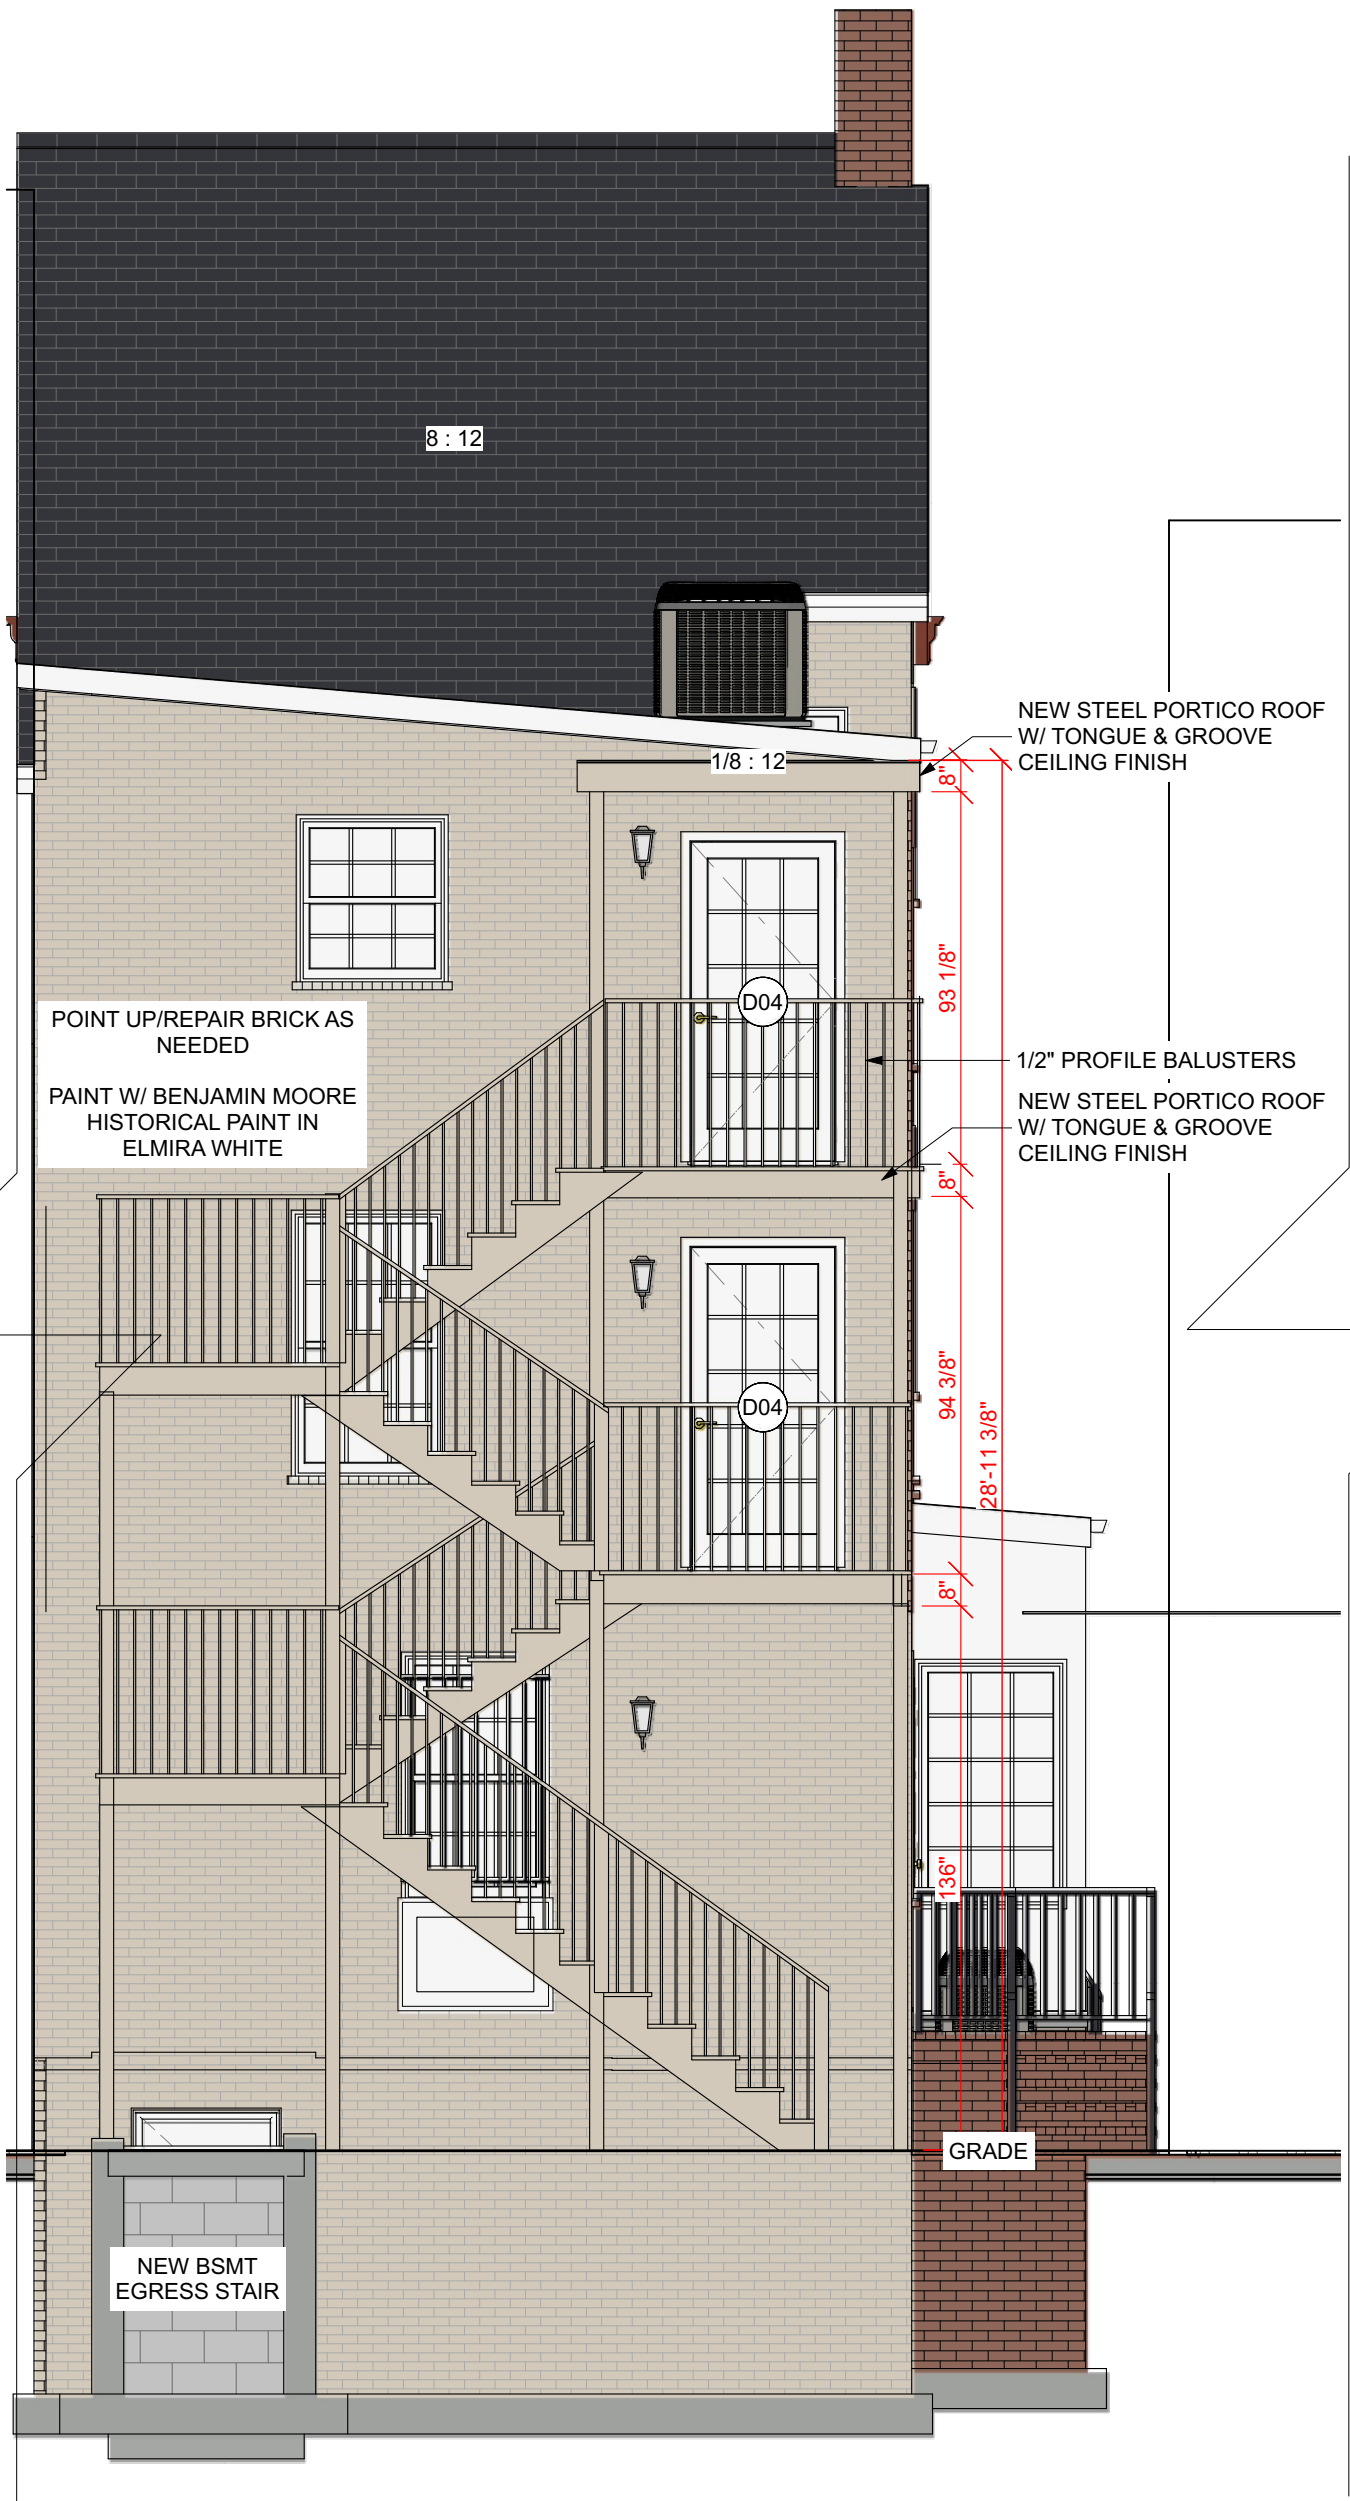 8 : 12
NEW STEEL PORTICO ROOF
W/ TONGUE & GROOVE
CEILING FINISH
1/8 : 12
8"
93 1/8"
D04
POINT UP/REPAIR BRICK AS
NEEDED
PAINT W/ BENJAMIN MOORE
HISTORICAL PAINT IN
ELMIRA WHITE
1/2" PROFILE BALUSTERS
NEW STEEL PORTICO ROOF
W/ TONGUE & GROOVE
CEILING FINISH
8"
94 3/8"
28'-11 3/8"
D04
8"
136"
GRADE
NEW BSMT
EGRESS STAIR